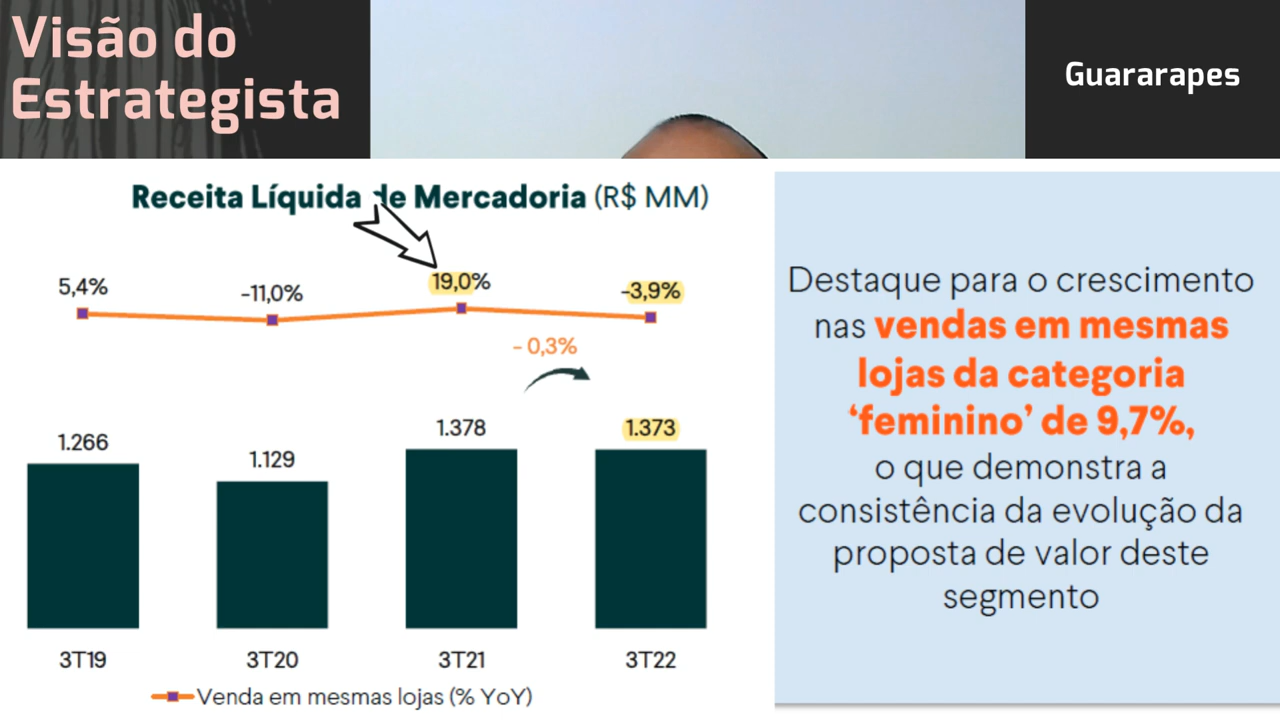 Visão do
Estrategista
Guararapes
Receita Líquida de Mercadoria (R$ MM)
5,4%
-11,0%
19,0%
-3,9%
- 0,3%
1.266
1.129
1.378
1.373
3T19
3T20
3T21
3T22
Venda em mesmas lojas (% YoY)
Destaque para o crescimento
nas vendas em mesmas
lojas da categoria
‘feminino’ de 9,7%,
o que demonstra a
consistência da evolução da
proposta de valor deste
segmento